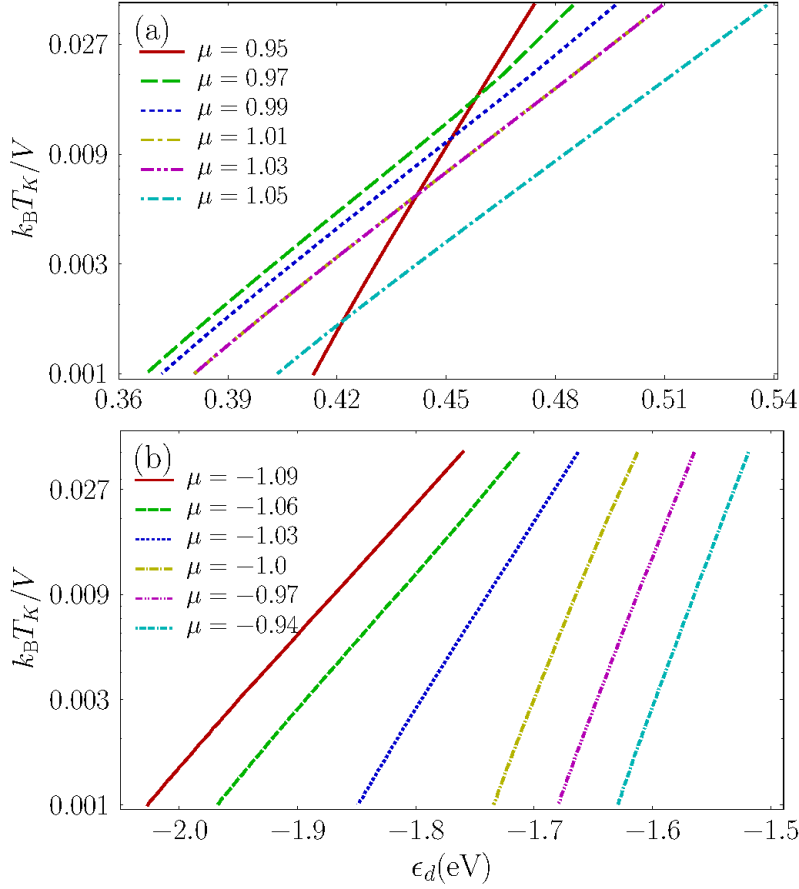 (a)
μ = 0.95
μ = 0.97
μ = 0.99
μ = 1.01
μ = 1.03
μ = 1.05
k_B T_K/V
0.027
0.009
0.003
0.001
0.36 0.39 0.42 0.45 0.48 0.51 0.54
(b)
μ = −1.09
μ = −1.06
μ = −1.03
μ = −1.0
μ = −0.97
μ = −0.94
k_B T_K/V
0.027
0.009
0.003
0.001
−2.0 −1.9 −1.8 −1.7 −1.6 −1.5
ϵ_d(eV)